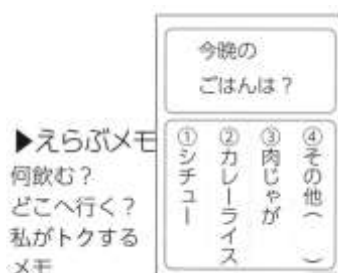 今晩の
ごはんは？
①シチュー
②カレーライス
③肉じゃが
④その他（　）
▶えらぶメモ
何飲む？
どこへ行く？
私がトクする
メモ